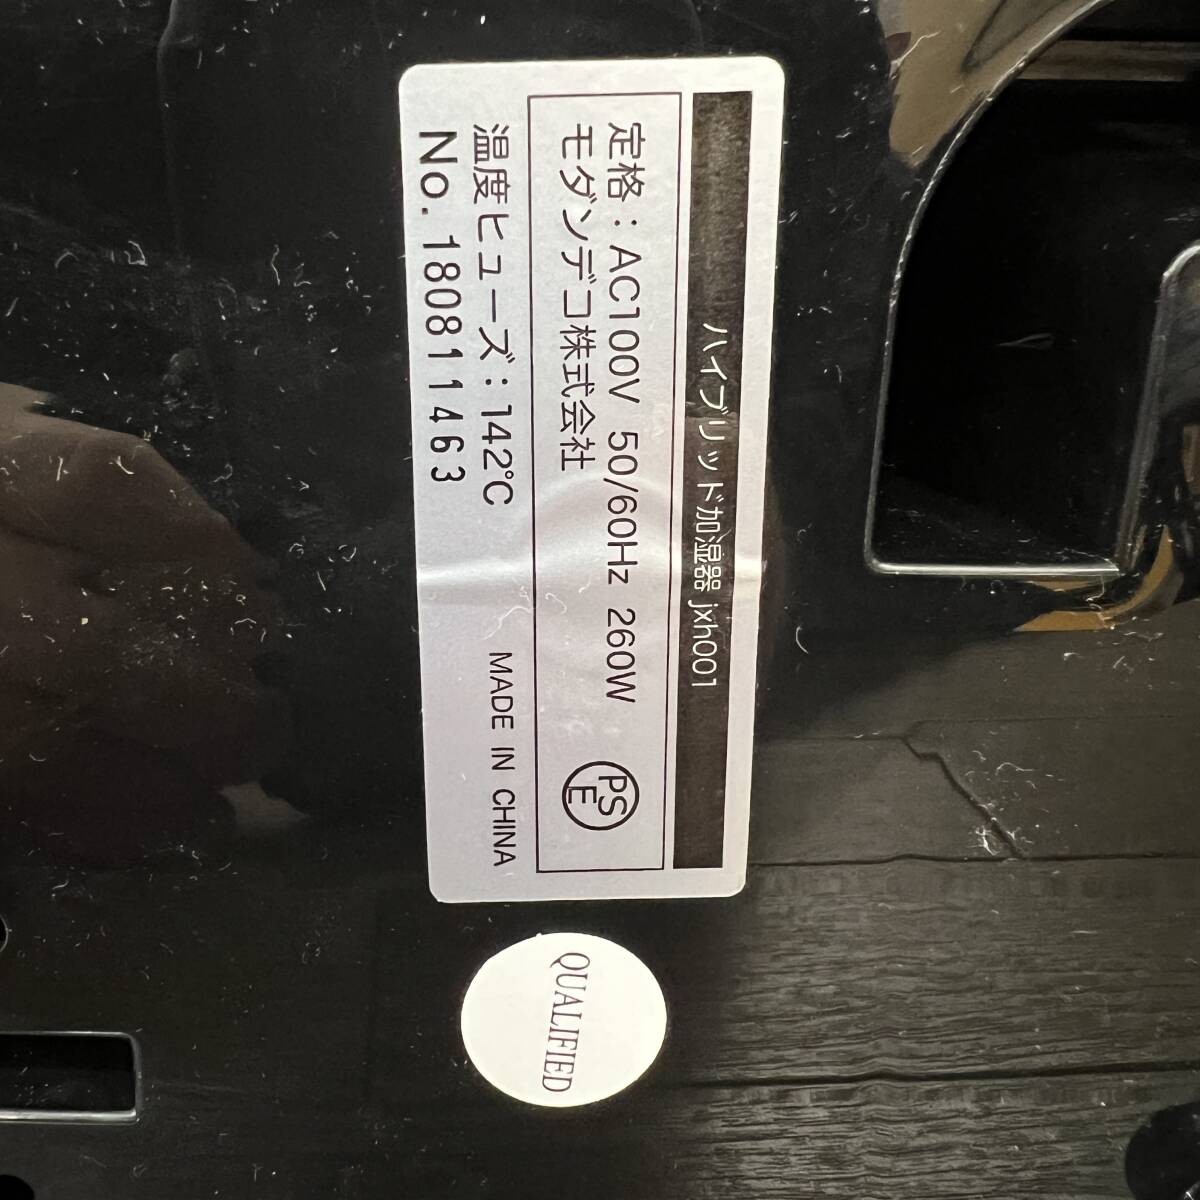 ハイブリッド加湿器 jxh001
定格：AC100V 50/60Hz 260W
モダンデコ株式会社
PS
E
温度ヒューズ：142℃
MADE IN CHINA
No.180811463
QUALIFIED